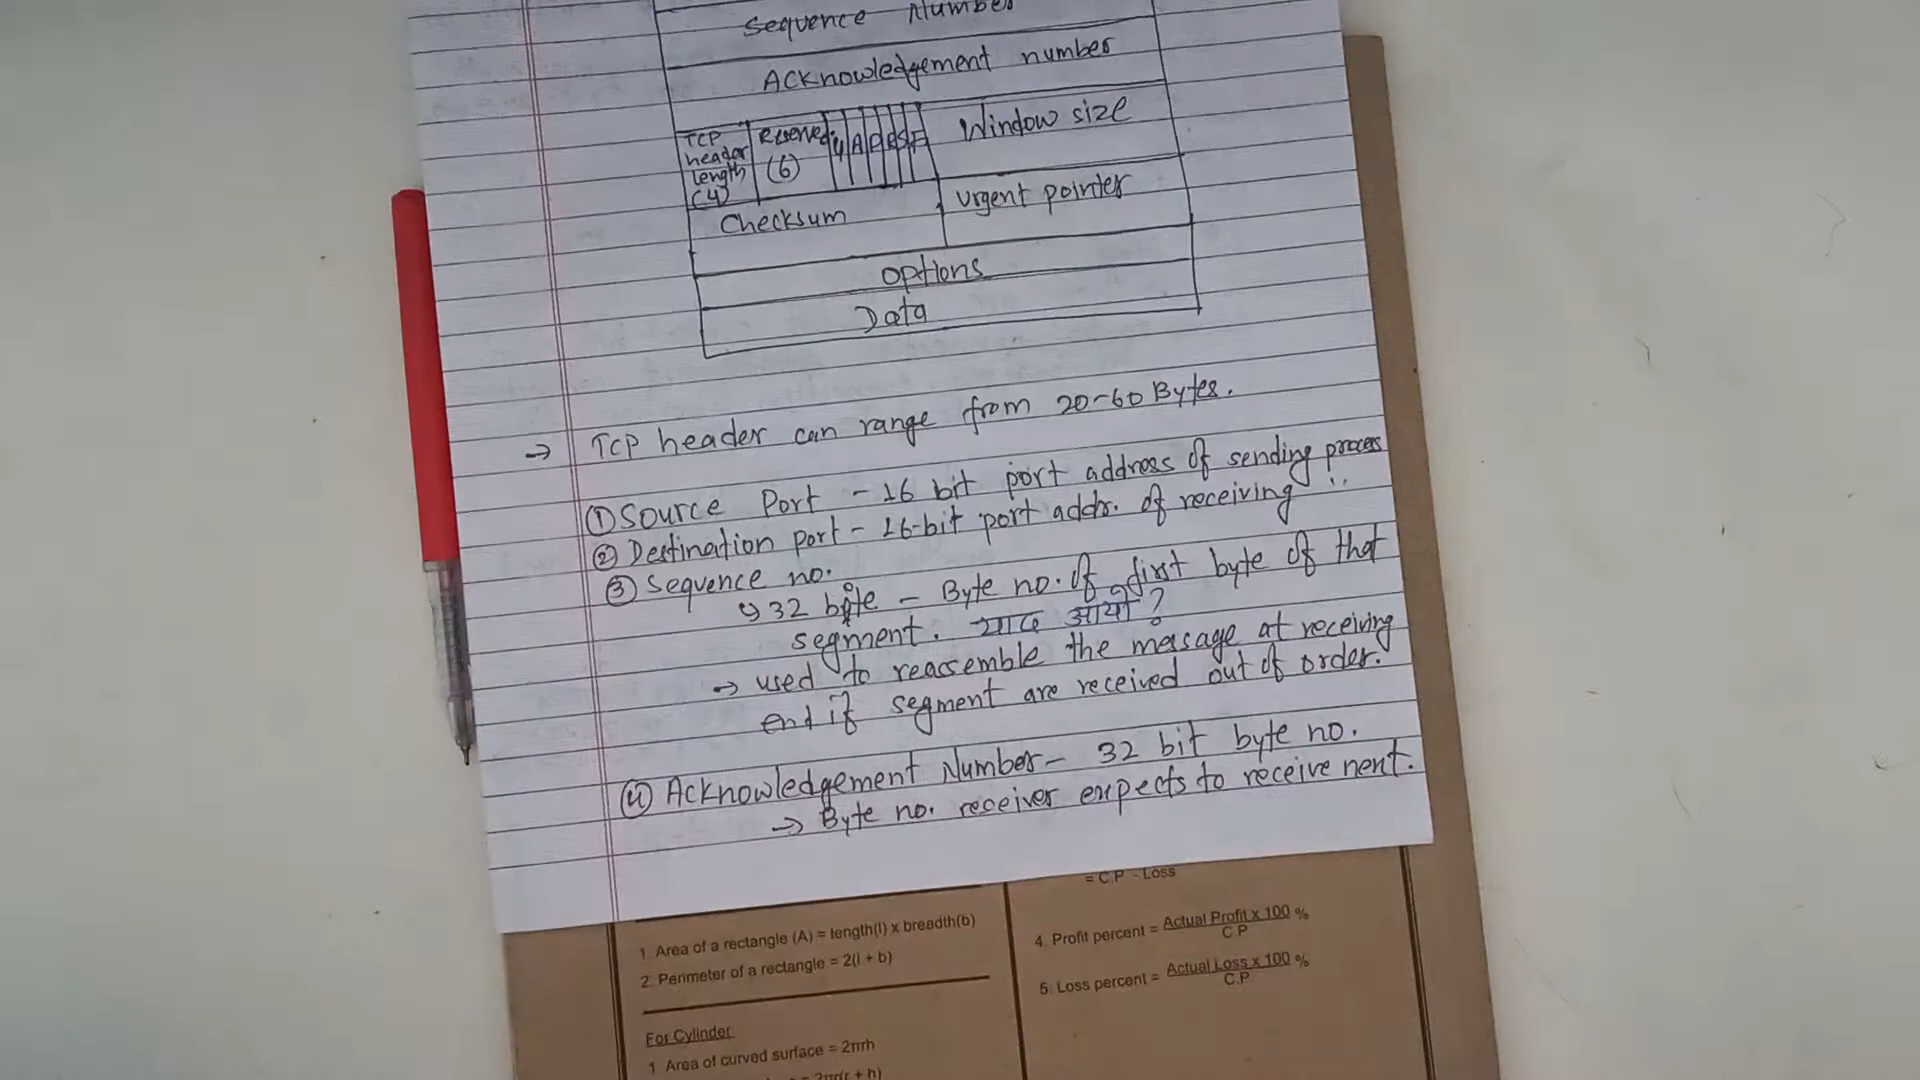 Sequence Number
Acknowledgement number
TCP header length (4)
Reserved (6)
U A P R S F
Window size
Checksum
Urgent pointer
Options
Data
→ TCP header can range from 20-60 Bytes.
① Source Port - 16 bit port address of sending process
② Destination port - 16-bit port addr. of receiving "
③ Sequence no.
↳ 32 bite - Byte no. of first byte of that
segment. याद आया ?
→ used to reassemble the message at receiving
end if segment are received out of order.
④ Acknowledgement Number - 32 bit byte no.
→ Byte no. receiver expects to receive next.
= C.P - Loss
1. Area of a rectangle (A) = length(l) x breadth(b)
2. Perimeter of a rectangle = 2(l + b)
4. Profit percent = Actual Profit x 100 % / C.P
5. Loss percent = Actual Loss x 100 % / C.P
For Cylinder
1 Area of curved surface = 2πrh
= 2πr(r + h)